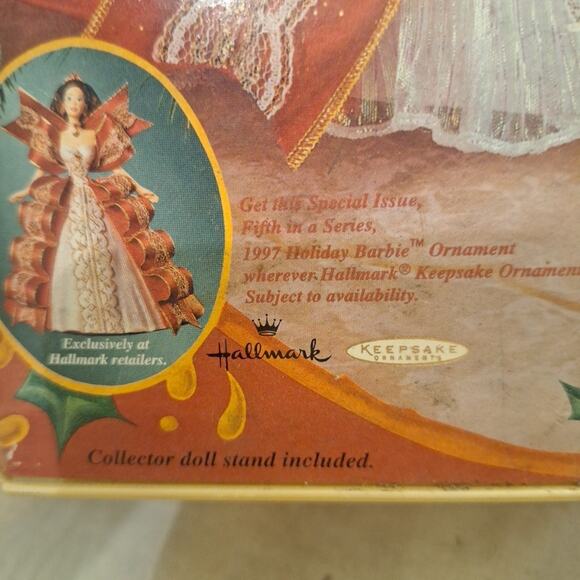 Get this Special Issue,
Fifth in a Series,
1997 Holiday Barbie™ Ornament
wherever Hallmark® Keepsake Ornamen
Subject to availability.
Exclusively at
Hallmark retailers.
Hallmark
KEEPSAKE
ORNAMENTS
Collector doll stand included.